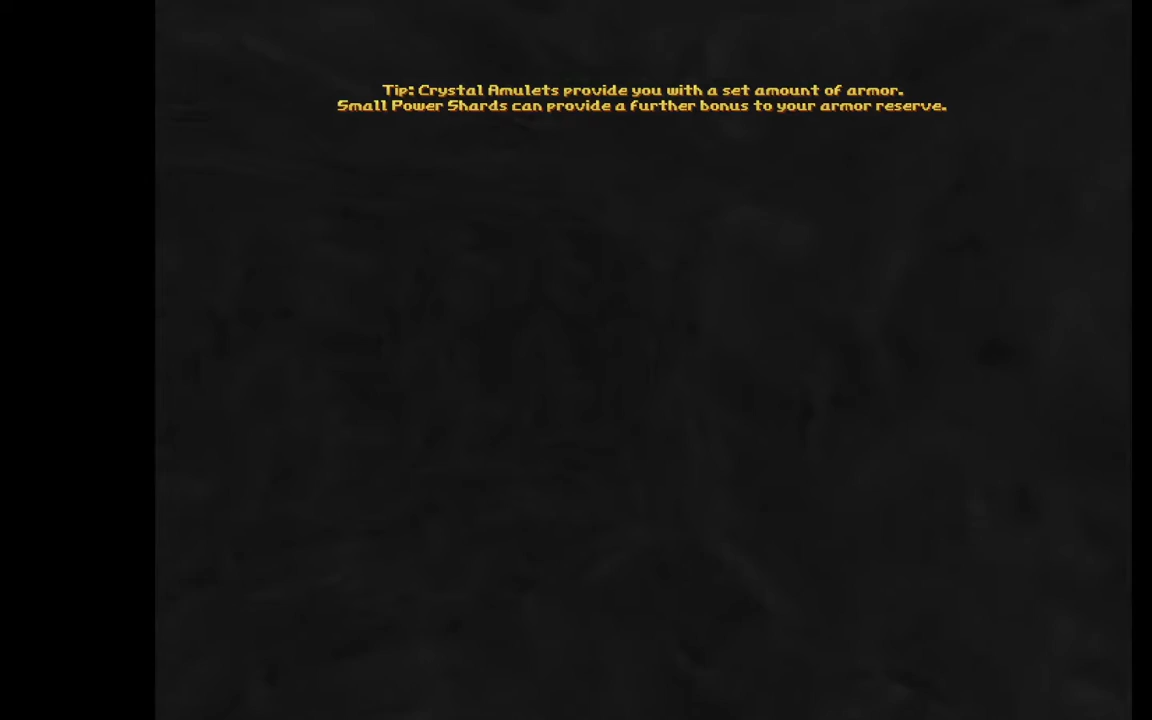 Tip: Crystal Amulets provide you with a set amount of armor.
Small Power Shards can provide a further bonus to your armor reserve.